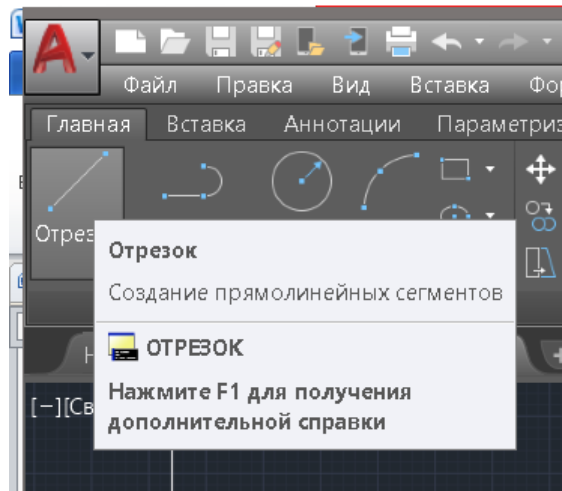 Файл Правка Вид Вставка
Главная Вставка Аннотации
Отрезок
Создание прямолинейных сегментов
ОТРЕЗОК
Нажмите F1 для получения
дополнительной справки